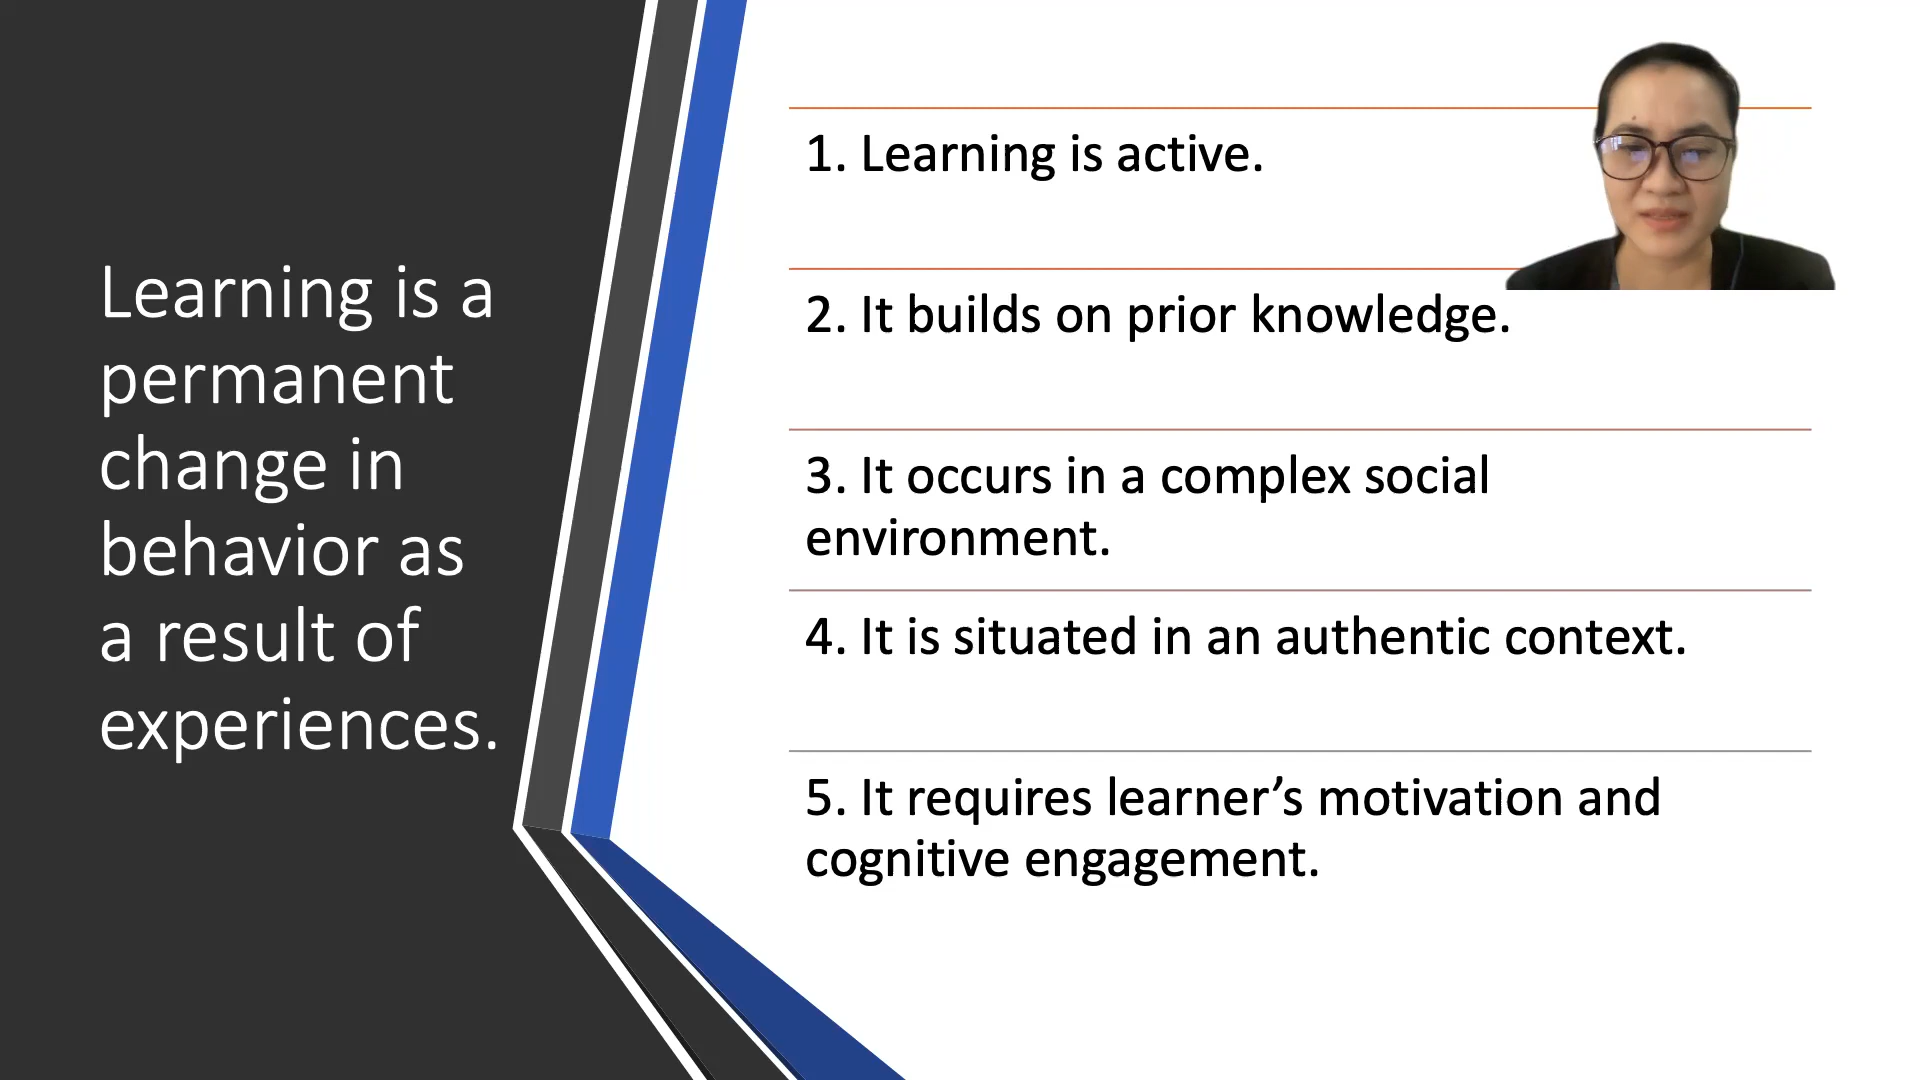 Learning is a
permanent
change in
behavior as
a result of
experiences.
1. Learning is active.
2. It builds on prior knowledge.
3. It occurs in a complex social
environment.
4. It is situated in an authentic context.
5. It requires learner’s motivation and
cognitive engagement.